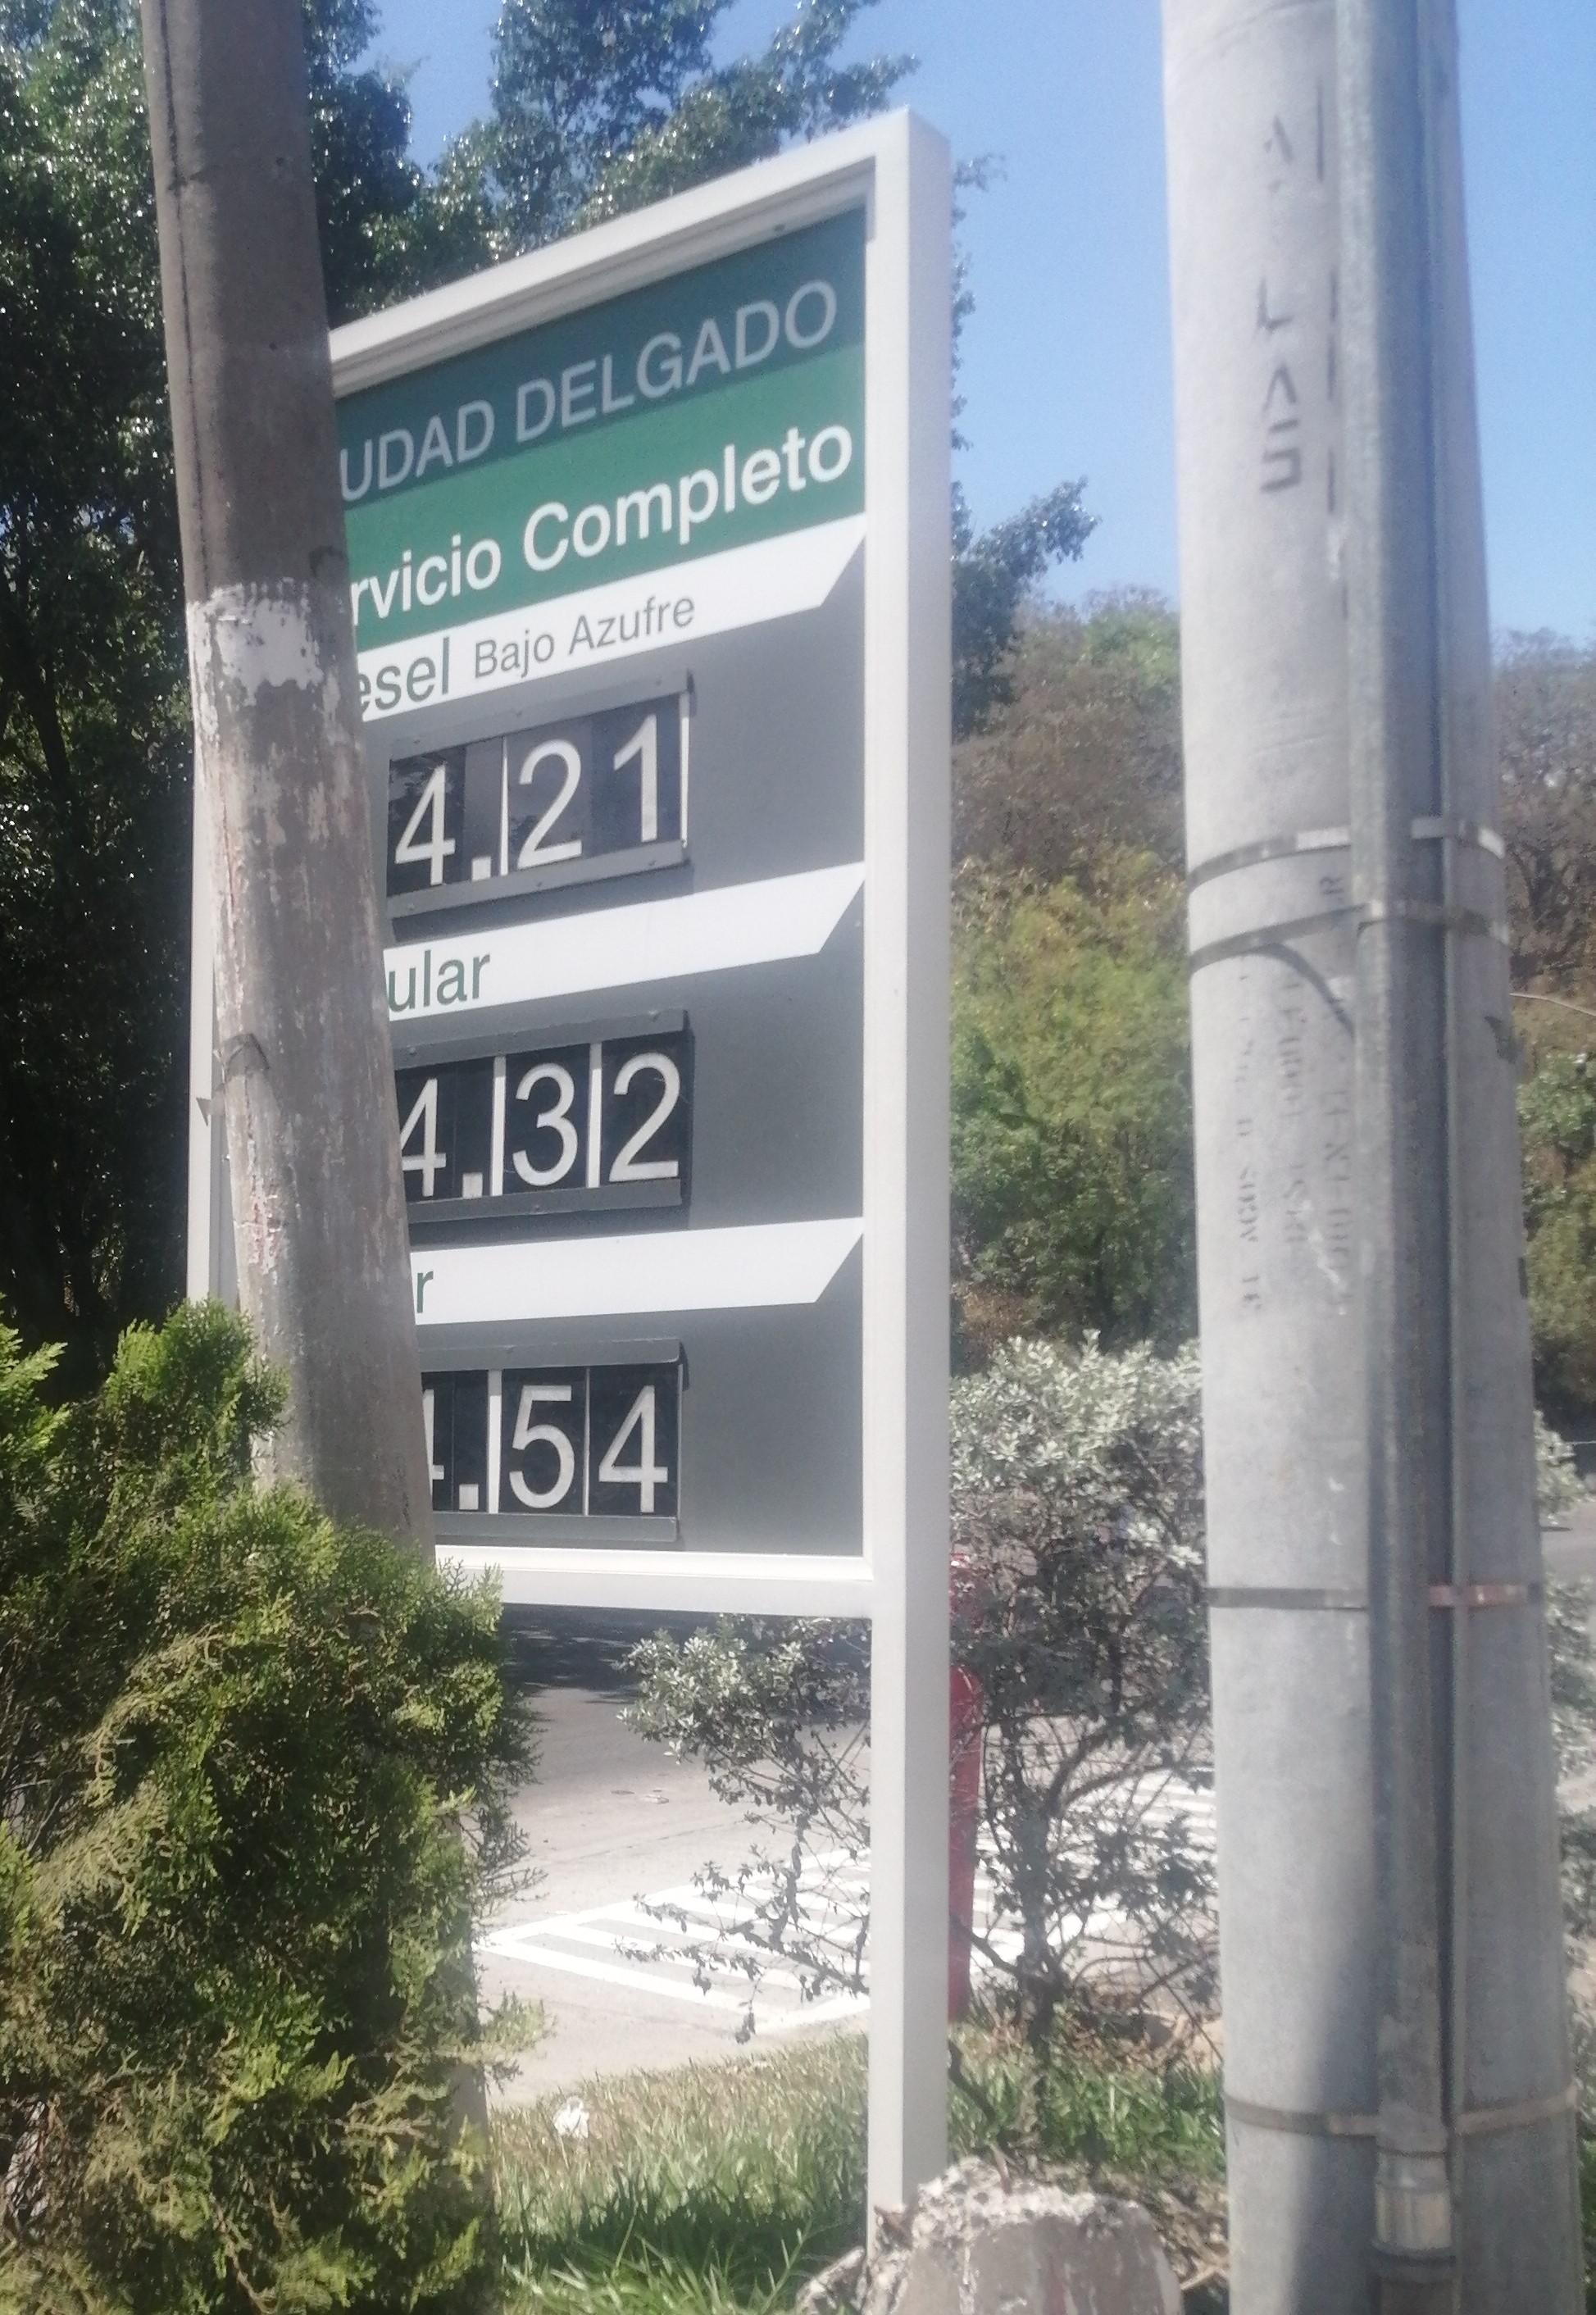 UDAD DELGADO
rvicio Completo
esel Bajo Azufre
4.21
ular
4.32
r
4.54